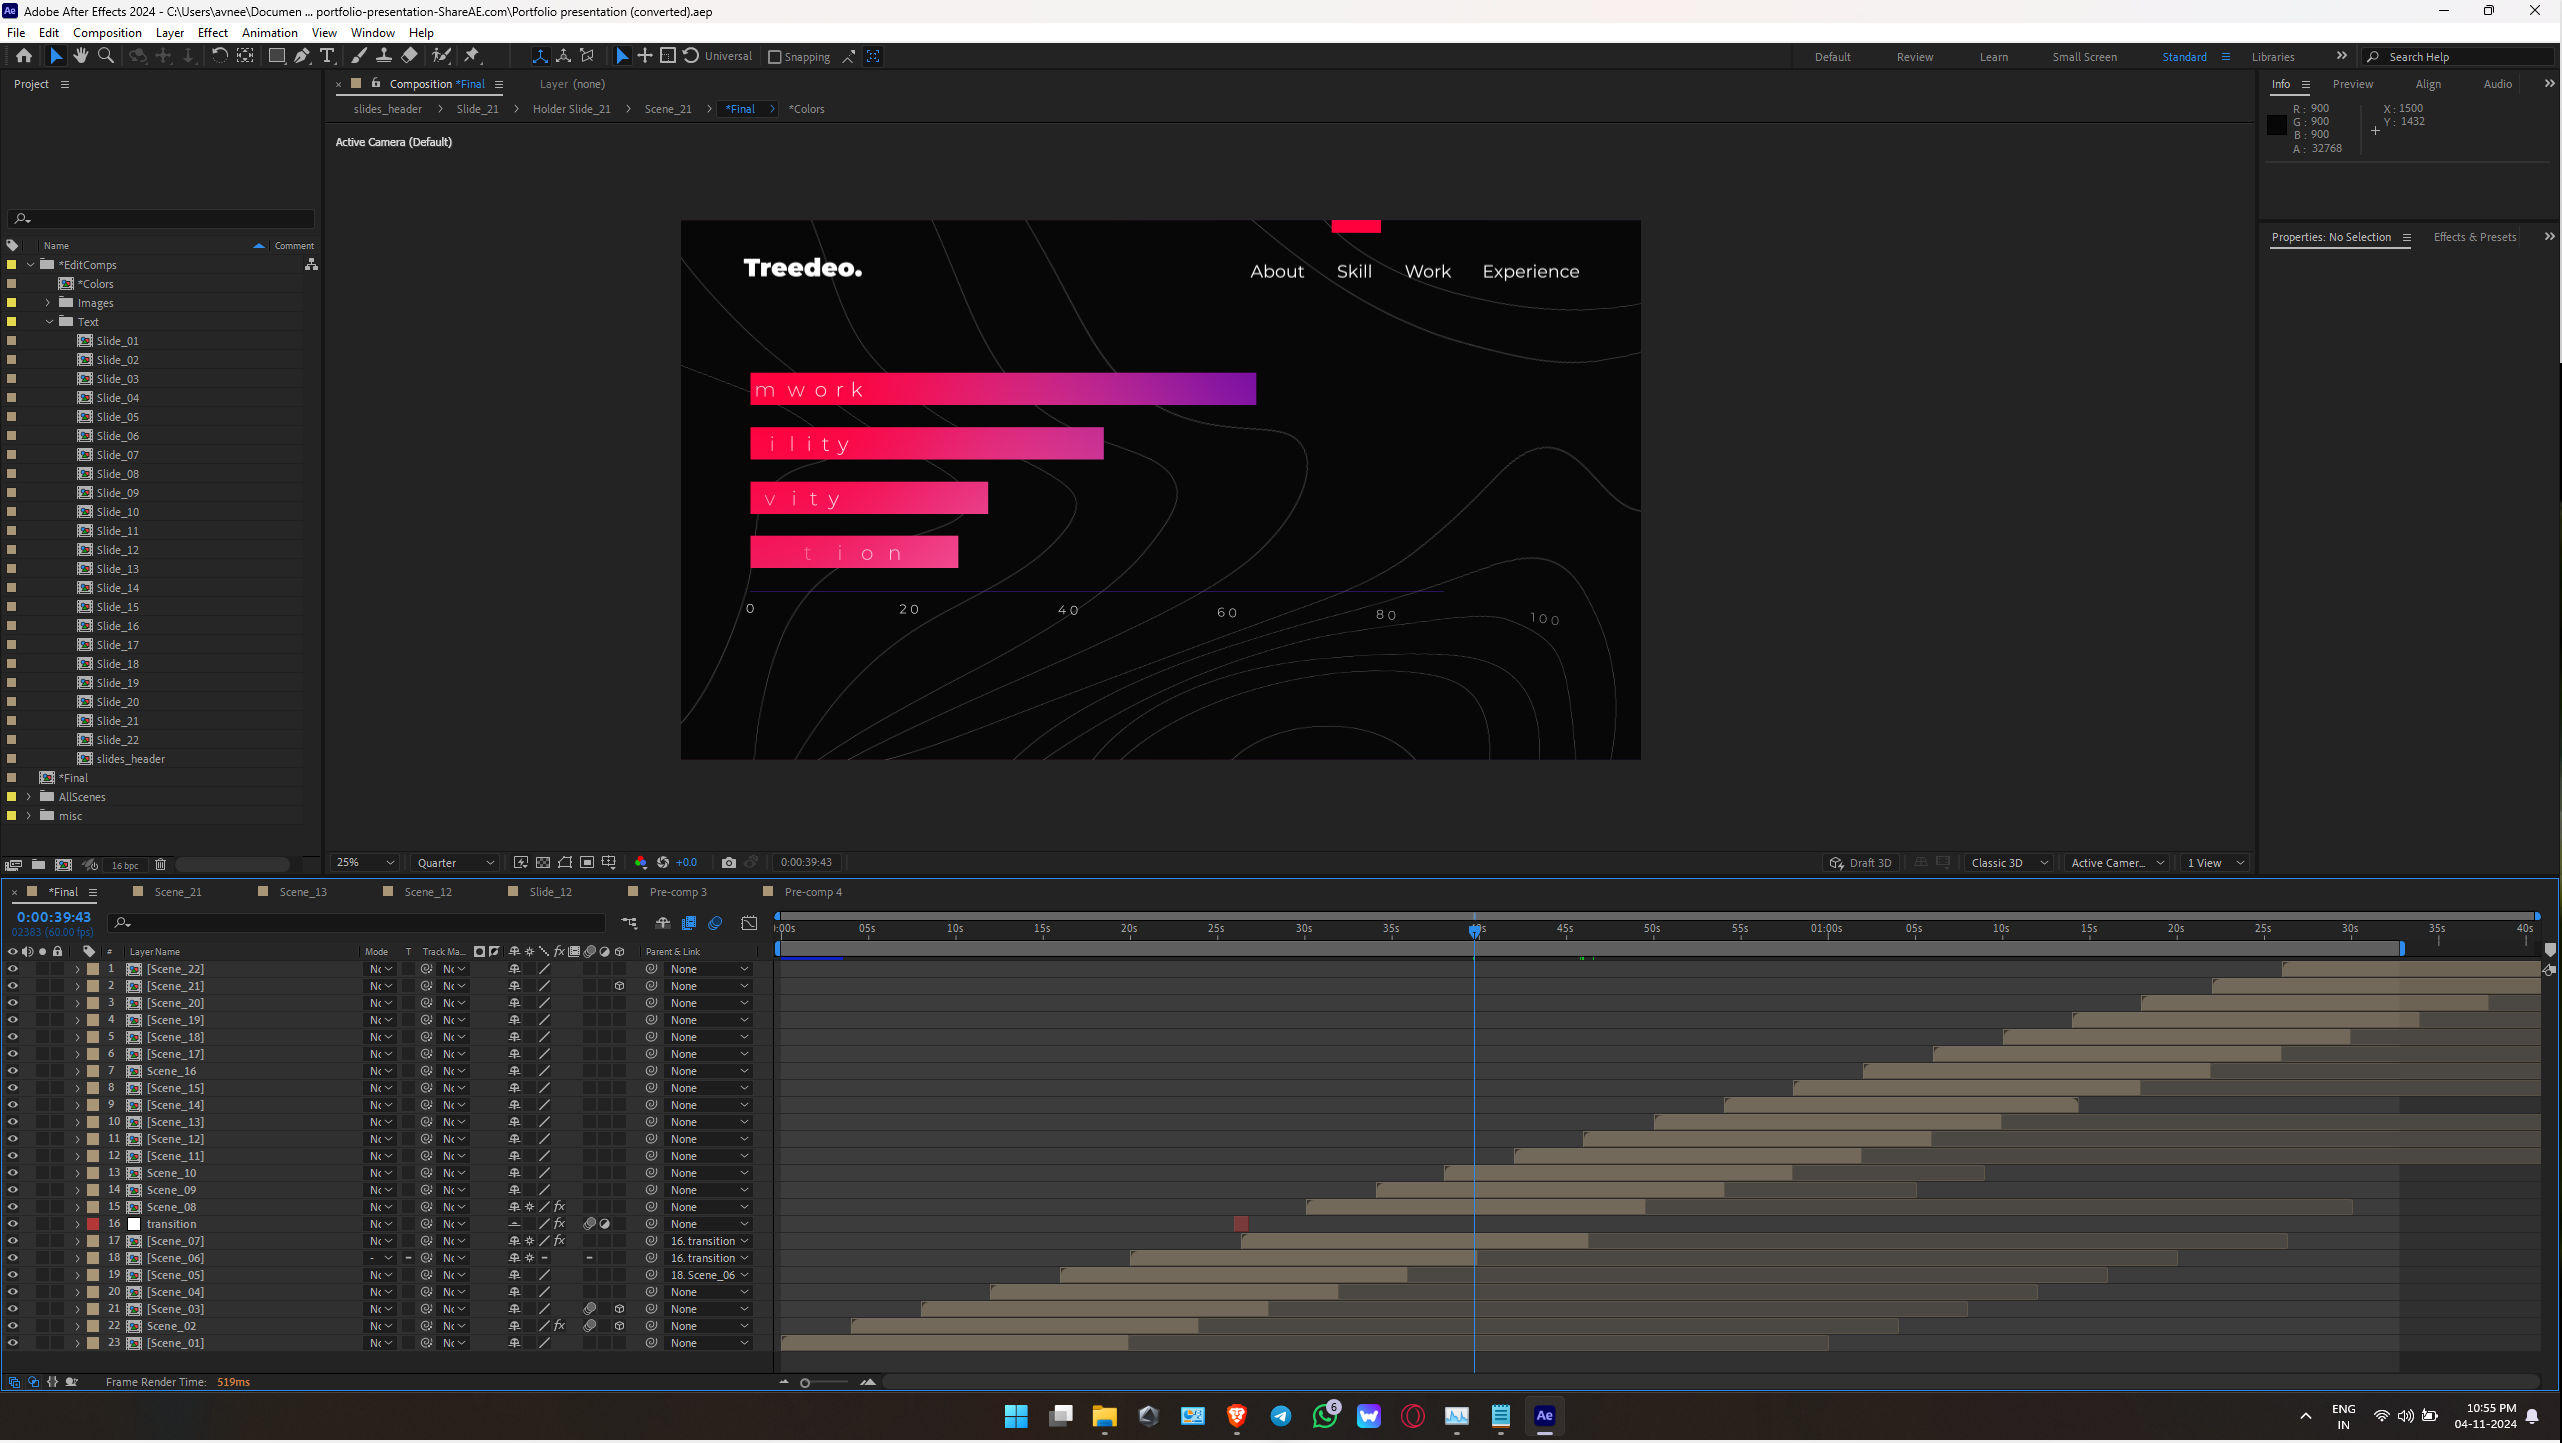 Adobe After Effects 2024 - C:\Users\avnee\Documen ... portfolio-presentation-ShareAE.com\Portfolio presentation (converted).aep
File Edit Composition Layer Effect Animation View Window Help
Universal Snapping Default Review Learn Small Screen Standard Libraries Search Help
Project
Composition *Final Layer (none)
slides_header Slide_21 Holder Slide_21 Scene_21 *Final *Colors
Active Camera (Default)
Info Preview Align Audio
R: 900 X: 1500
G: 900 Y: 1432
B: 900
A: 32768
Properties: No Selection Effects & Presets
Name Comment
*EditComps
*Colors
Images
Text
Slide_01
Slide_02
Slide_03
Slide_04
Slide_05
Slide_06
Slide_07
Slide_08
Slide_09
Slide_10
Slide_11
Slide_12
Slide_13
Slide_14
Slide_15
Slide_16
Slide_17
Slide_18
Slide_19
Slide_20
Slide_21
Slide_22
slides_header
*Final
AllScenes
misc
16 bpc
Treedeo. About Skill Work Experience
m w o r k
i l i t y
v i t y
t i o n
0 20 40 60 80 100
25% Quarter +0.0 0:00:39:43 Draft 3D Classic 3D Active Camer... 1 View
*Final Scene_21 Scene_13 Scene_12 Slide_12 Pre-comp 3 Pre-comp 4
0:00:39:43
02383 (60.00 fps)
:00s 05s 10s 15s 20s 25s 30s 35s 45s 50s 55s 01:00s 05s 10s 15s 20s 25s 30s 35s 40s
# Layer Name Mode T Track Ma... fx Parent & Link
1 [Scene_22] None
2 [Scene_21] None
3 [Scene_20] None
4 [Scene_19] None
5 [Scene_18] None
6 [Scene_17] None
7 Scene_16 None
8 [Scene_15] None
9 [Scene_14] None
10 [Scene_13] None
11 [Scene_12] None
12 [Scene_11] None
13 Scene_10 None
14 Scene_09 None
15 Scene_08 fx None
16 transition fx None
17 [Scene_07] fx 16. transition
18 [Scene_06] 16. transition
19 [Scene_05] 18. Scene_06
20 [Scene_04] None
21 [Scene_03] None
22 Scene_02 fx None
23 [Scene_01] None
Frame Render Time: 519ms
6
Ae
ENG
IN
10:55 PM
04-11-2024